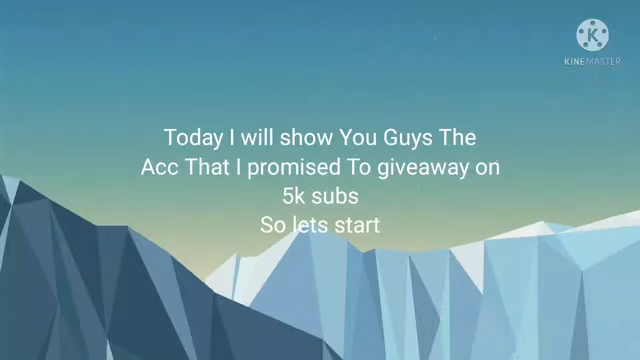 KINEMASTER
Today I will show You Guys The
Acc That I promised To giveaway on
5k subs
So lets start